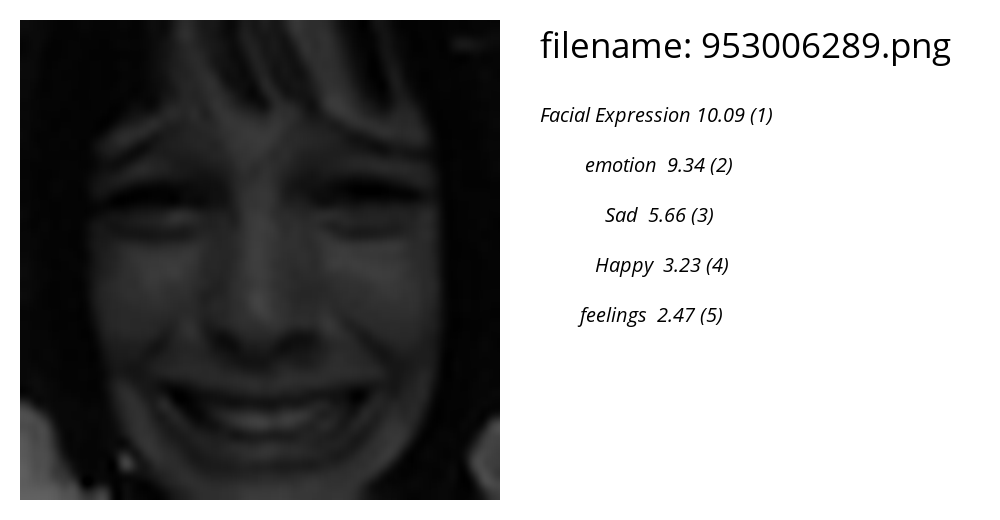 filename: 953006289.png
Facial Expression 10.09 (1)
emotion 9.34 (2)
Sad 5.66 (3)
Happy 3.23 (4)
feelings 2.47 (5)